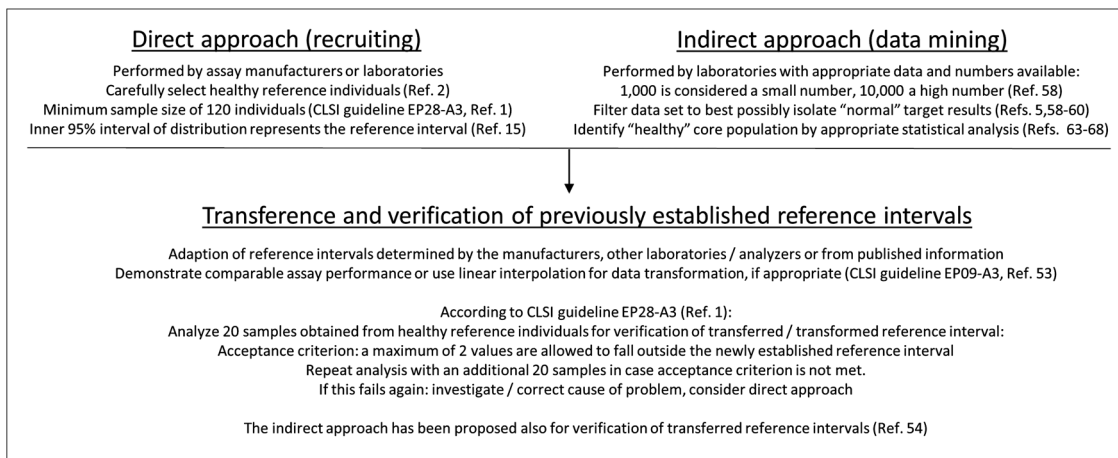 Direct approach (recruiting)
Performed by assay manufacturers or laboratories
Carefully select healthy reference individuals (Ref. 2)
Minimum sample size of 120 individuals (CLSI guideline EP28-A3, Ref. 1)
Inner 95% interval of distribution represents the reference interval (Ref. 15)
Indirect approach (data mining)
Performed by laboratories with appropriate data and numbers available:
1,000 is considered a small number, 10,000 a high number (Ref. 58)
Filter data set to best possibly isolate “normal” target results (Refs. 5,58-60)
Identify “healthy” core population by appropriate statistical analysis (Refs. 63-68)
Transference and verification of previously established reference intervals
Adaption of reference intervals determined by the manufacturers, other laboratories / analyzers or from published information
Demonstrate comparable assay performance or use linear interpolation for data transformation, if appropriate (CLSI guideline EP09-A3, Ref. 53)
According to CLSI guideline EP28-A3 (Ref. 1):
Analyze 20 samples obtained from healthy reference individuals for verification of transferred / transformed reference interval:
Acceptance criterion: a maximum of 2 values are allowed to fall outside the newly established reference interval
Repeat analysis with an additional 20 samples in case acceptance criterion is not met.
If this fails again: investigate / correct cause of problem, consider direct approach
The indirect approach has been proposed also for verification of transferred reference intervals (Ref. 54)